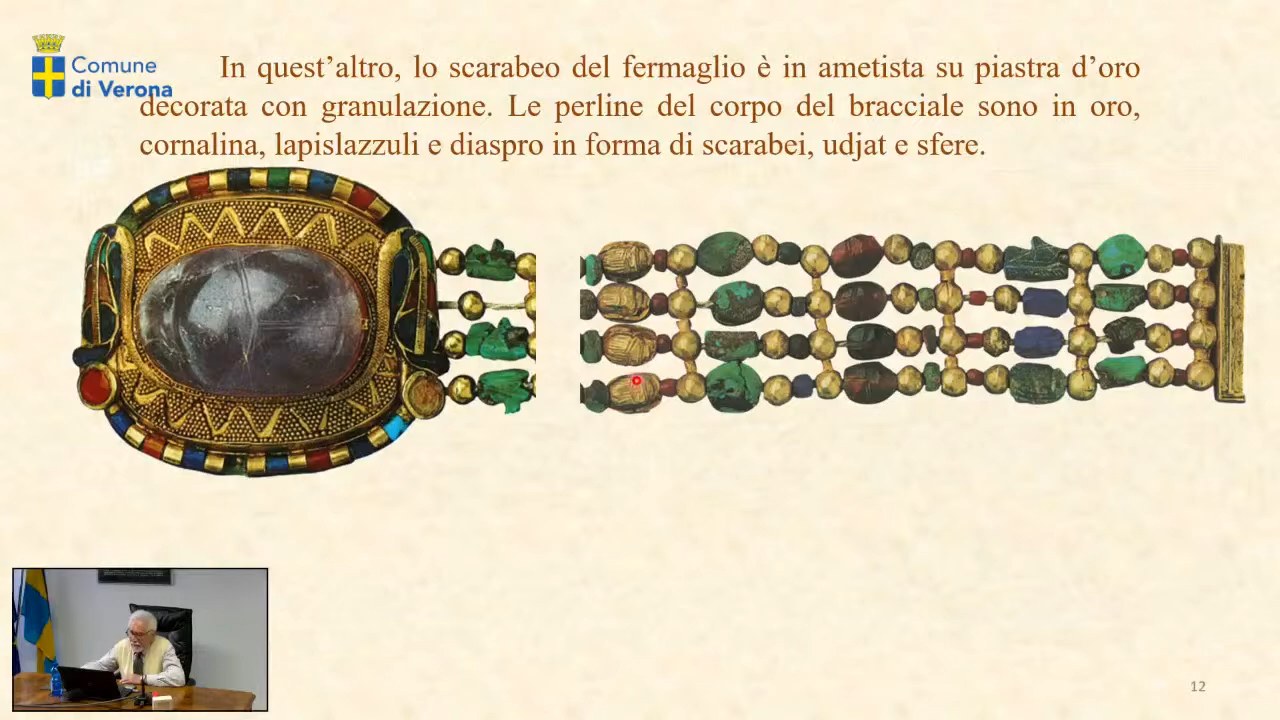 Comune
di Verona
In quest’altro, lo scarabeo del fermaglio è in ametista su piastra d’oro
decorata con granulazione. Le perline del corpo del bracciale sono in oro,
cornalina, lapislazzuli e diaspro in forma di scarabei, udjat e sfere.
12